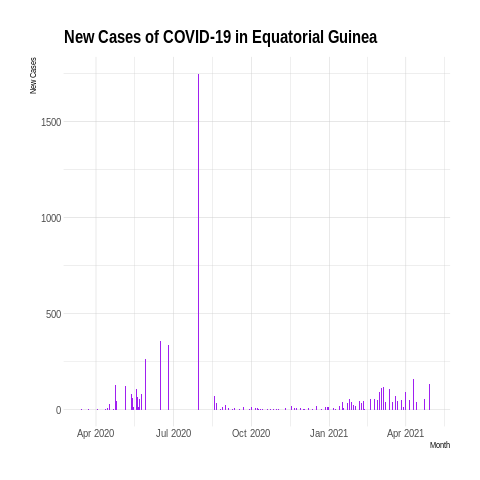 New Cases of COVID-19 in Equatorial Guinea
New Cases
1500
1000
500
0
Apr 2020 Jul 2020 Oct 2020 Jan 2021 Apr 2021
Month